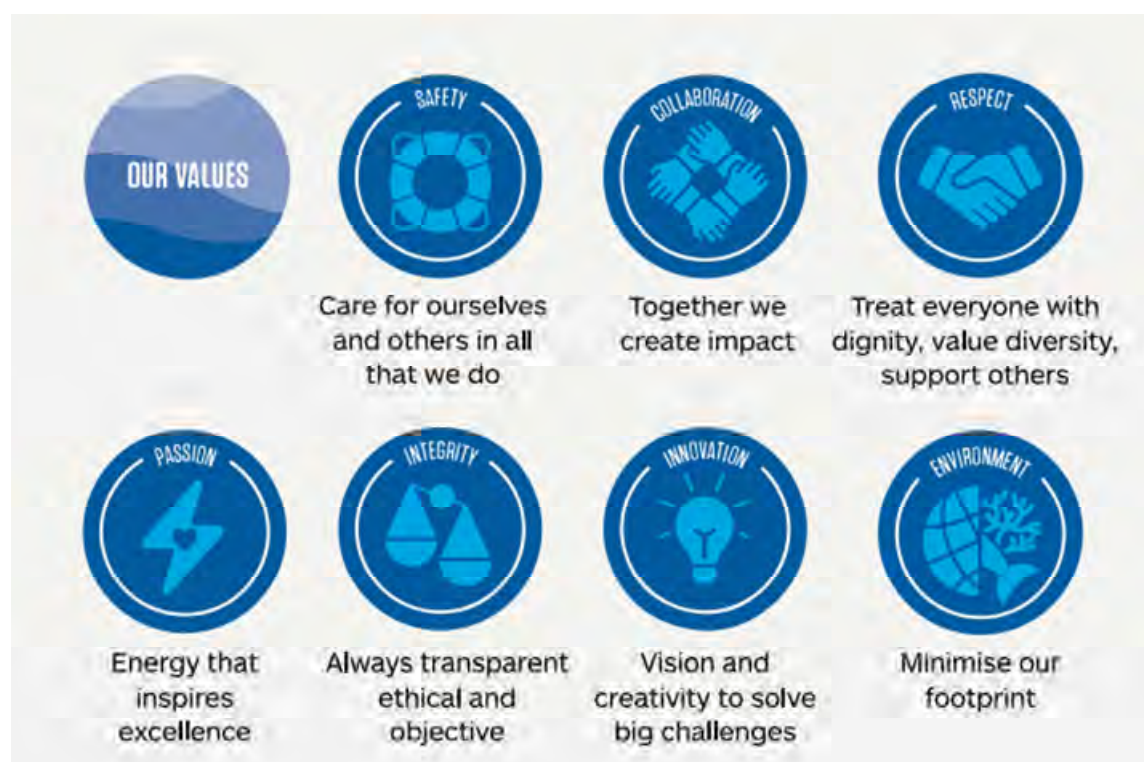 OUR VALUES
SAFETY
Care for ourselves
and others in all
that we do
COLLABORATION
Together we
create impact
RESPECT
Treat everyone with
dignity, value diversity,
support others
PASSION
Energy that
inspires
excellence
INTEGRITY
Always transparent
ethical and
objective
INNOVATION
Vision and
creativity to solve
big challenges
ENVIRONMENT
Minimise our
footprint